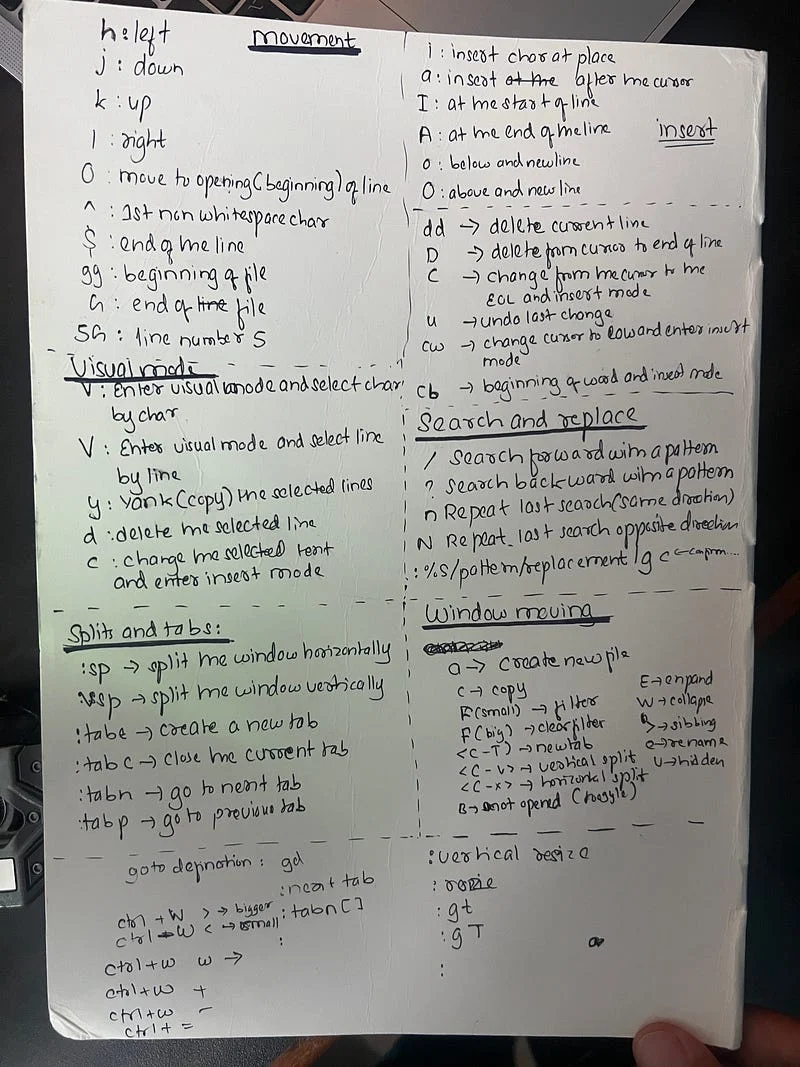 movement
h: left
j : down
k : up
l : right
0 : move to opening (beginning) of line
^ : 1st non whitespace char
$ : end of the line
gg : beginning of file
G : end of line file
5G : line number 5
insert
i : insert char at place
a : insert at the after the cursor
I : at the start of line
A : at the end of the line
o : below and newline
O : above and new line
dd → delete current line
D → delete from cursor to end of line
C → change from the cursor to the
EOL and insert mode
u → undo last change
cw → change cursor to eow and enter insert
mode
cb → beginning of word and insert mode
Visual mode
V : Enter visual mode and select char
by char
V : Enter visual mode and select line
by line
y : Yank (copy) the selected lines
d : delete the selected line
c : change the selected text
and enter insert mode
Search and replace
/ Search forward with a pattern
? Search backward with a pattern
n Repeat last search (same direction)
N Repeat last search opposite direction
:%S/pattern/replacement/gc ←
Splits and tabs:
:sp → split the window horizontally
:vsp → split the window vertically
:tabe → create a new tab
:tabc → close the current tab
:tabn → go to next tab
:tabp → go to previous tab
Window moving
a → Create new file
c → copy
F (small) → filter
F (big) → clear filter
<C-T) → new tab
<C-v> → vertical split
<C-x> → horizontal split
B → not opened (toggle)
E → expand
W → collapse
→ sibbing
e → rename
U → hidden
goto defination : gd
:next tab
:tabn[]
:
ctrl + W > → bigger
ctrl → W < → small
ctrl+w w →
ctrl+W +
ctrl+w -
ctrl+ =
:vertical resize
:gt
:gT
: